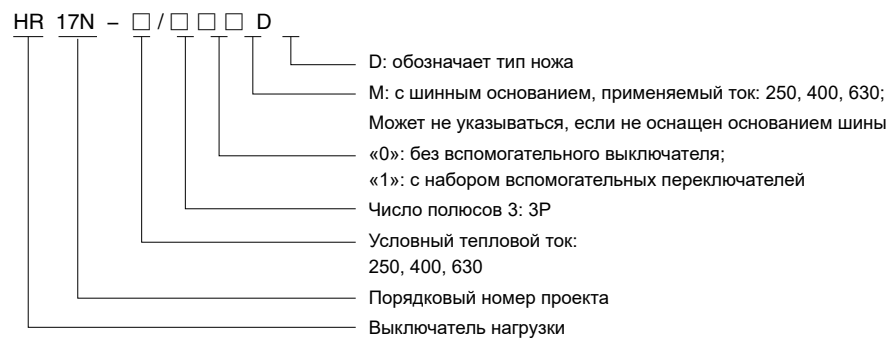 HR 17N – □ / □ □ □ D
D: обозначает тип ножа
M: с шинным основанием, применяемый ток: 250, 400, 630;
Может не указываться, если не оснащен основанием шины
«0»: без вспомогательного выключателя;
«1»: с набором вспомогательных переключателей
Число полюсов 3: 3P
Условный тепловой ток:
250, 400, 630
Порядковый номер проекта
Выключатель нагрузки